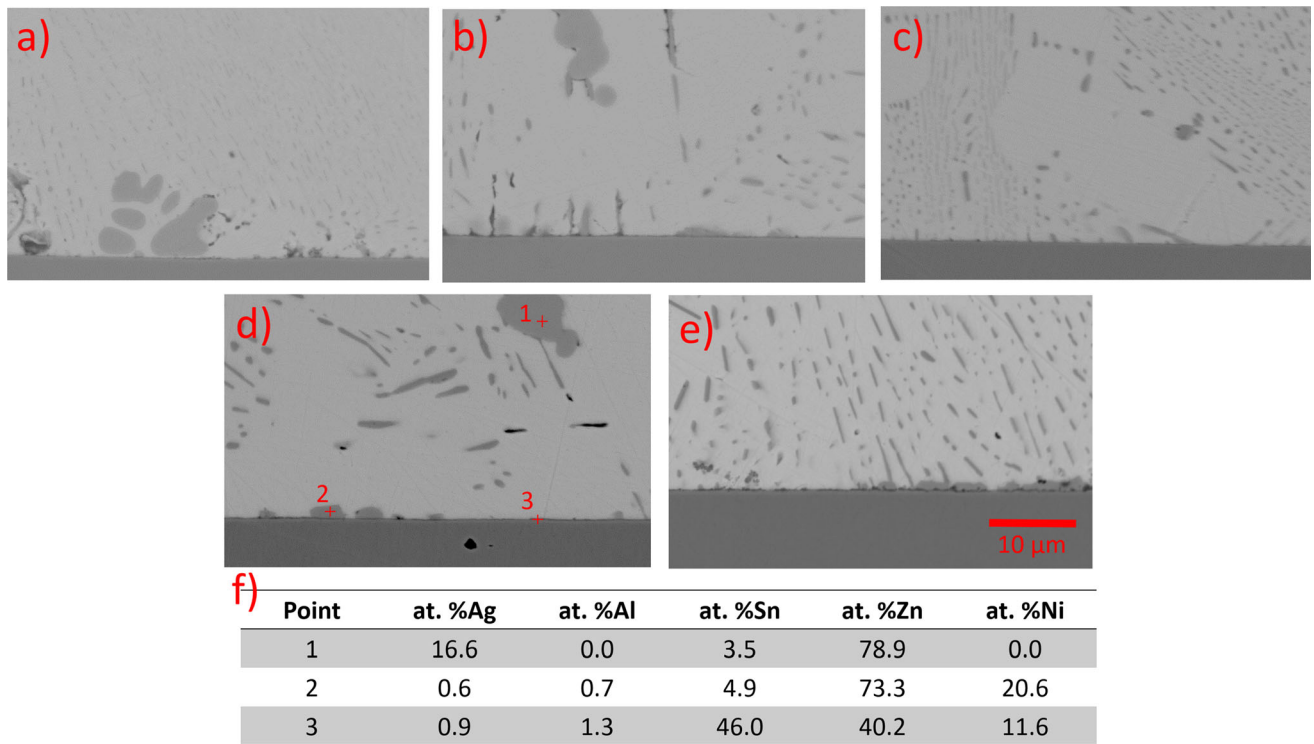 a)
b)
c)
d)
1
2
3
e)
10 µm
f)
Point at. %Ag at. %Al at. %Sn at. %Zn at. %Ni
1 16.6 0.0 3.5 78.9 0.0
2 0.6 0.7 4.9 73.3 20.6
3 0.9 1.3 46.0 40.2 11.6